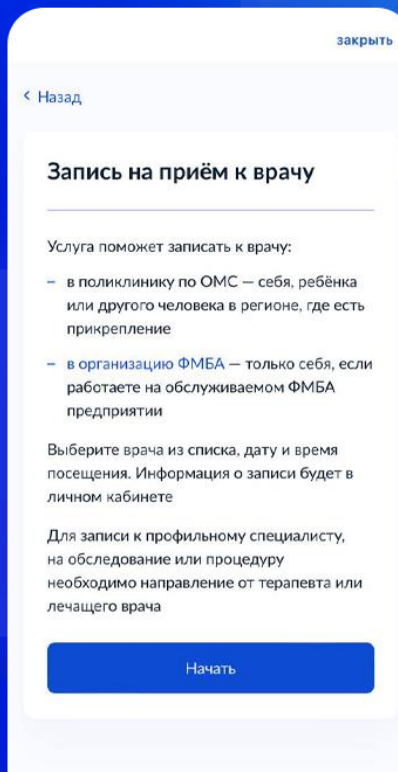 закрыть
Назад
Запись на приём к врачу
Услуга поможет записать к врачу:
– в поликлинику по ОМС — себя, ребёнка
или другого человека в регионе, где есть
прикрепление
– в организацию ФМБА — только себя, если
работаете на обслуживаемом ФМБА
предприятии
Выберите врача из списка, дату и время
посещения. Информация о записи будет в
личном кабинете
Для записи к профильному специалисту,
на обследование или процедуру
необходимо направление от терапевта или
лечащего врача
Начать